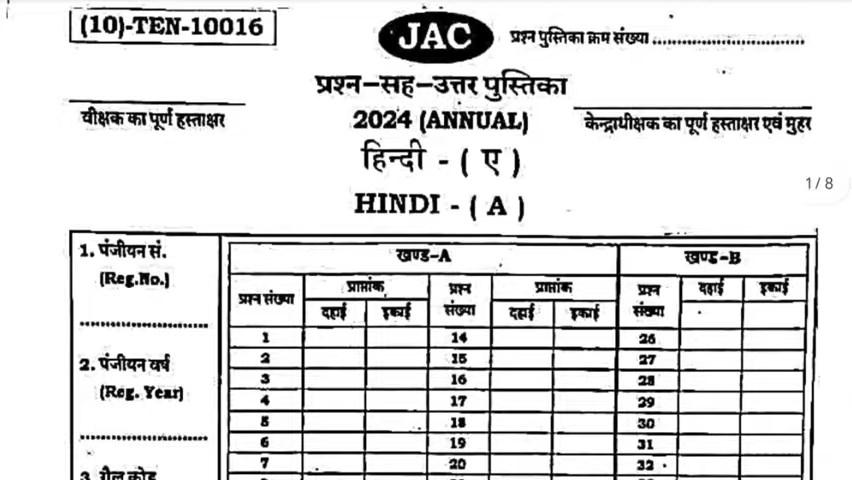 (10)-TEN-10016
JAC
प्रश्न पुस्तिका क्रम संख्या ..............................
प्रश्न-सह-उत्तर पुस्तिका
वीक्षक का पूर्ण हस्ताक्षर
2024 (ANNUAL)
केन्द्राधीक्षक का पूर्ण हस्ताक्षर एवं मुहर
हिन्दी - ( ए )
1 / 8
HINDI - ( A )
1. पंजीयन सं.
(Reg.No.)
..............................
2. पंजीयन वर्ष
(Reg. Year)
..............................
खण्ड-A खण्ड-B
प्रश्न संख्या प्राप्तांक प्रश्न संख्या प्राप्तांक प्रश्न संख्या दहाई इकाई
दहाई इकाई दहाई इकाई
1 14 26
2 15 27
3 16 28
4 17 29
5 18 30
6 19 31
7 20 32